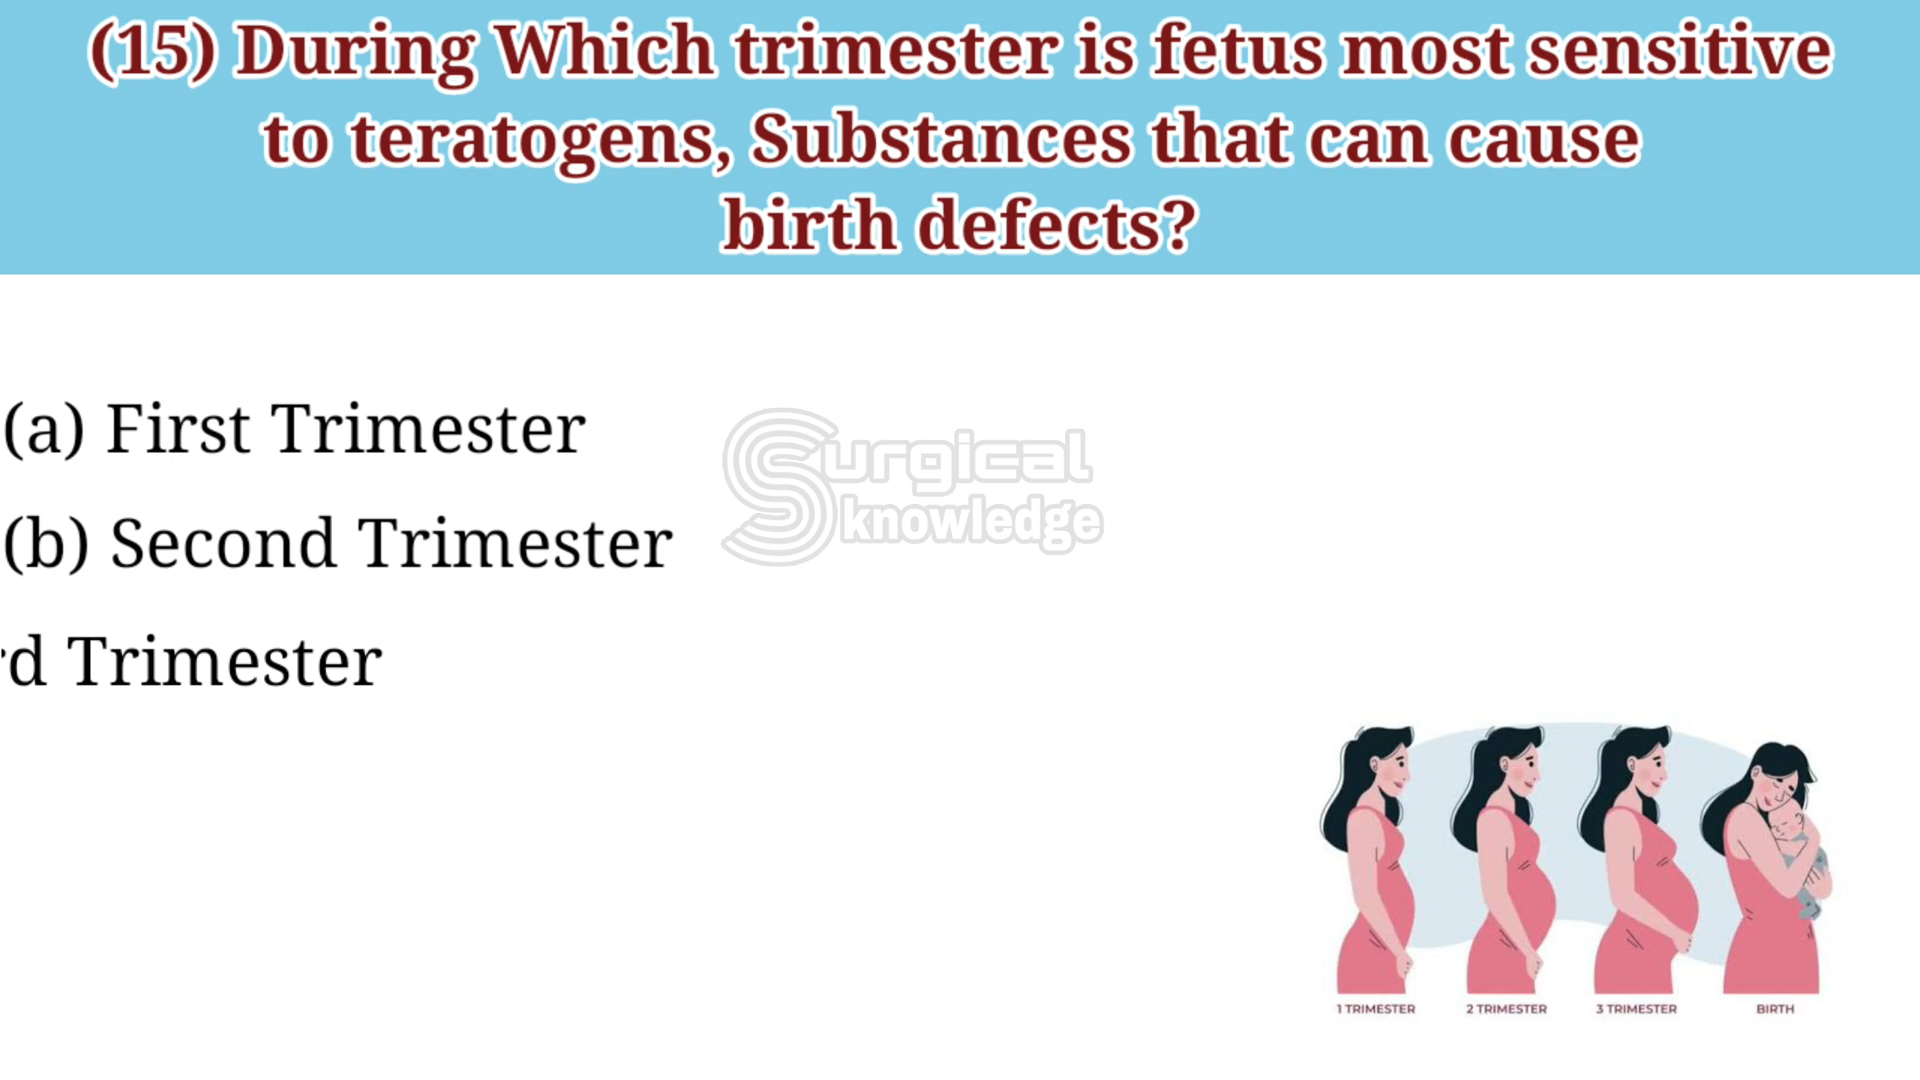 (15) During Which trimester is fetus most sensitive
to teratogens, Substances that can cause
birth defects?
(a) First Trimester
Surgical
knowledge
(b) Second Trimester
Trimester
1 TRIMESTER
2 TRIMESTER
3 TRIMESTER
BIRTH